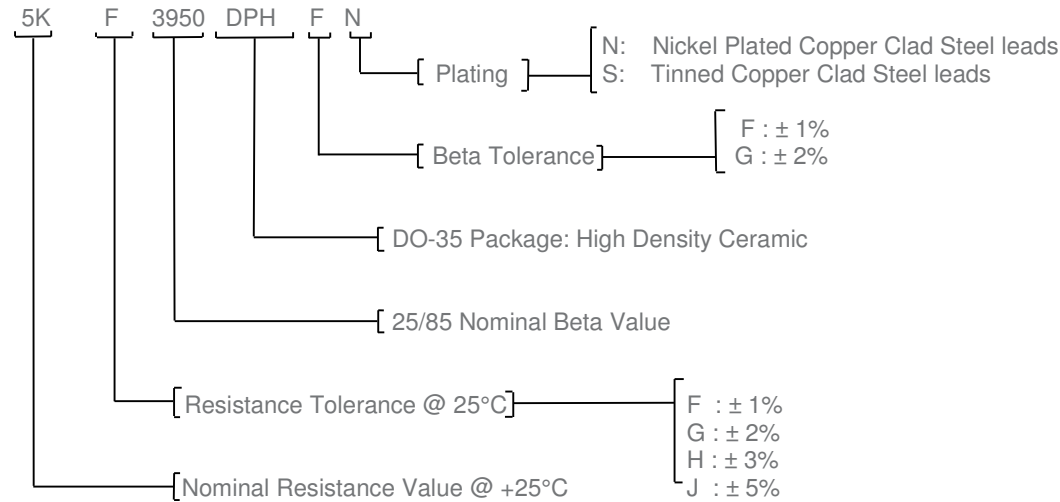 5K F 3950 DPH F N
N: Nickel Plated Copper Clad Steel leads
Plating S: Tinned Copper Clad Steel leads
F : ± 1%
Beta Tolerance G : ± 2%
DO-35 Package: High Density Ceramic
25/85 Nominal Beta Value
Resistance Tolerance @ 25°C F : ± 1%
G : ± 2%
H : ± 3%
Nominal Resistance Value @ +25°C J : ± 5%